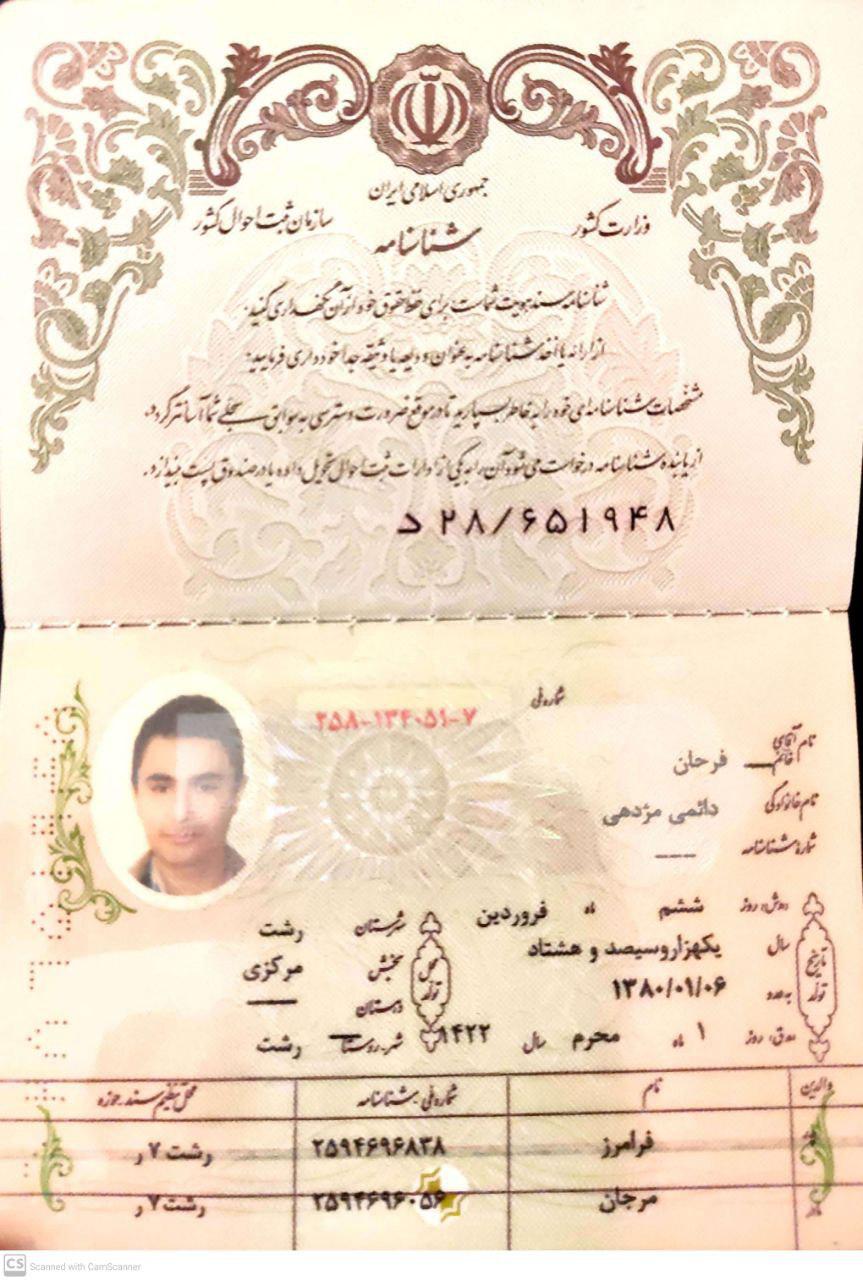 جمهوری اسلامی ایران
وزارت کشور
سازمان ثبت احوال کشور
شناسنامه
شناسنامه سند هویت شماست برای حفظ حقوق خود از آن نگهداری کنید.
از ارائه یا اخذ شناسنامه به عنوان ودیعه یا وثیقه جداً خودداری فرمایید.
مشخصات شناسنامه‌ای خود را به خاطر بسپارید تا در موقع ضرورت دسترسی به سوابق سجلی شما آسانتر گردد.
از یابنده شناسنامه درخواست می‌شود آن را به یکی از ادارات ثبت احوال تحویل داده یا در صندوق پست بیندازد.
د ۲۸/۶۵۱۹۴۸
شماره ملی
۲۵۸-۱۳۴۰۵۱-۷
نام آقای خانم فرحان
نام خانوادگی دائمی مژدهی
شماره شناسنامه ---
تاریخ تولد
روز ششم ماه فروردین
سال یکهزاروسیصد و هشتاد
به عدد ۱۳۸۰/۰۱/۰۶
روز ۱ ماه محرم سال ۱۴۲۲
محل تولد
شهرستان رشت
بخش مرکزی
دهستان ---
شهر-روستا رشت
والدین نام شماره ملی-شناسنامه محل تنظیم سند-حوزه
فرامرز ۲۵۹۴۶۹۶۸۳۸ رشت ۷ ر
مرجان ۲۵۹۴۶۹۶۰۵۶ رشت ۷ ر
CS Scanned with CamScanner